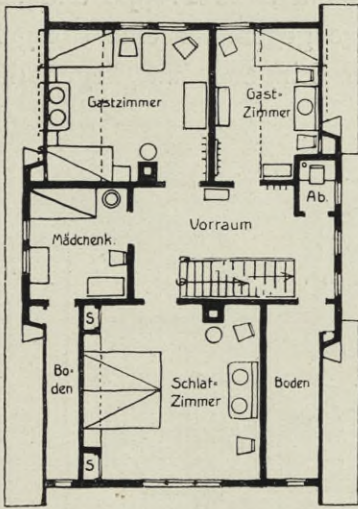 Gastzimmer
Gast=
Zimmer
Ab.
Mädchenk.
Vorraum
S
Bo=
den
Schlaf=
Zimmer
Boden
S